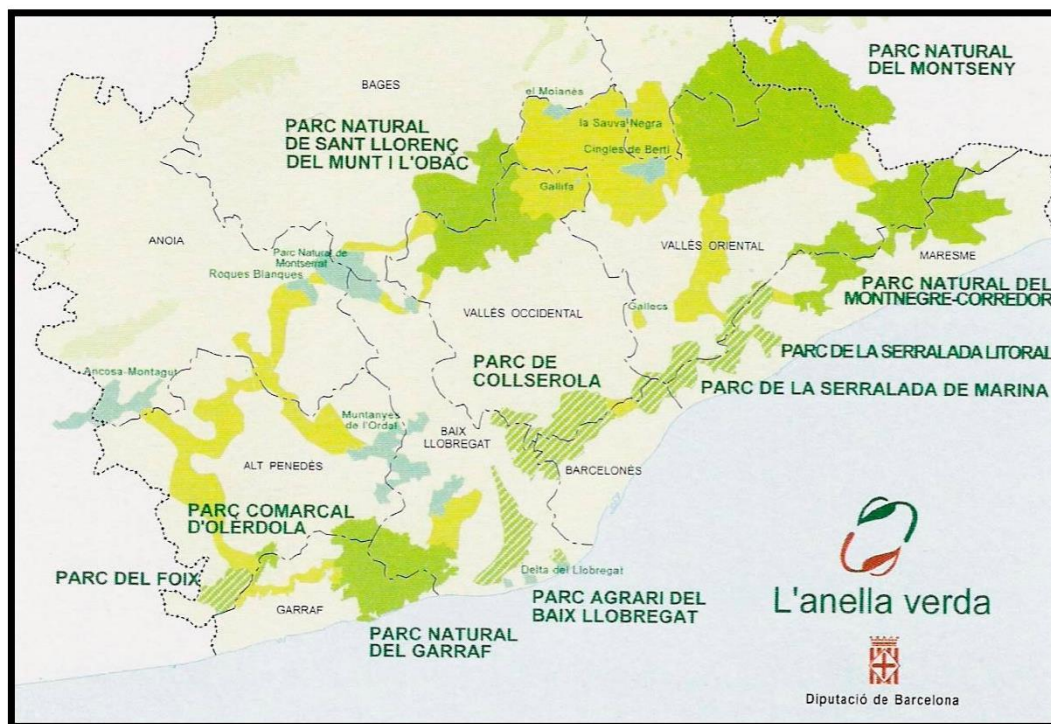 PARC NATURAL
DEL MONTSENY
BAGES
el Moianès
PARC NATURAL
DE SANT LLORENÇ
DEL MUNT I L'OBAC
la Sauva Negra
Cingles de Bertí
Gallifa
ANOIA
Parc Natural de
Montserrat
Roques Blanques
VALLÈS ORIENTAL
MARESME
PARC NATURAL DEL
MONTNEGRE-CORREDOR
VALLÈS OCCIDENTAL
Gallecs
PARC DE LA SERRALADA LITORAL
PARC DE
COLLSEROLA
PARC DE LA SERRALADA DE MARINA
Ancosa-Montagut
Muntanyes
de l'Ordal
BAIX
LLOBREGAT
ALT PENEDÈS
BARCELONÈS
PARC COMARCAL
D'OLÈRDOLA
PARC DEL FOIX
Delta del Llobregat
GARRAF
PARC AGRARI DEL
BAIX LLOBREGAT
PARC NATURAL
DEL GARRAF
L'anella verda
Diputació de Barcelona